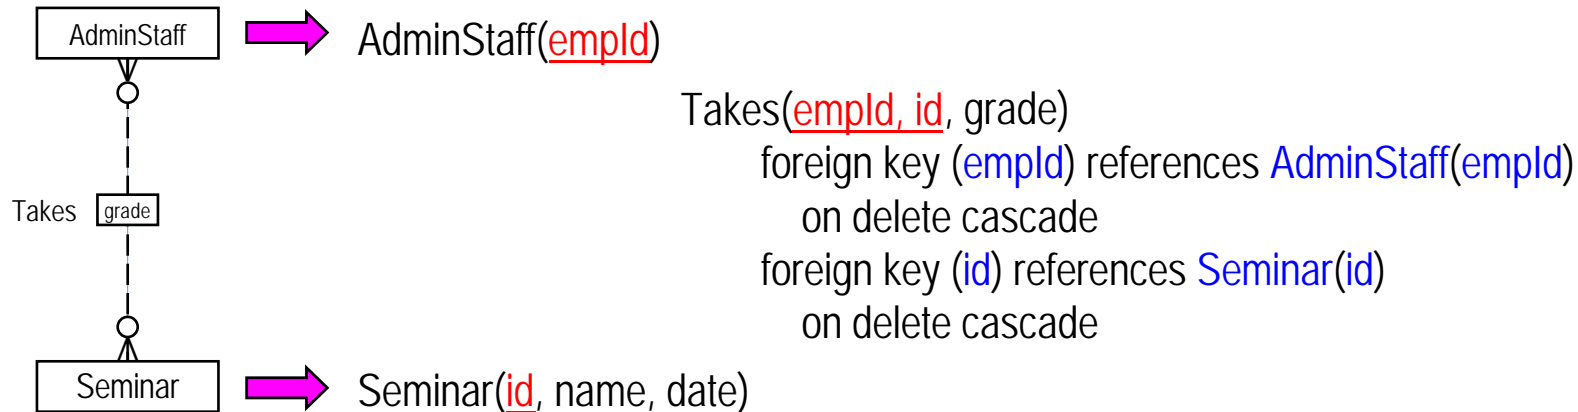 AdminStaff
AdminStaff(empId)
Takes(empId, id, grade)
foreign key (empId) references AdminStaff(empId)
on delete cascade
Takes
grade
foreign key (id) references Seminar(id)
on delete cascade
Seminar
Seminar(id, name, date)